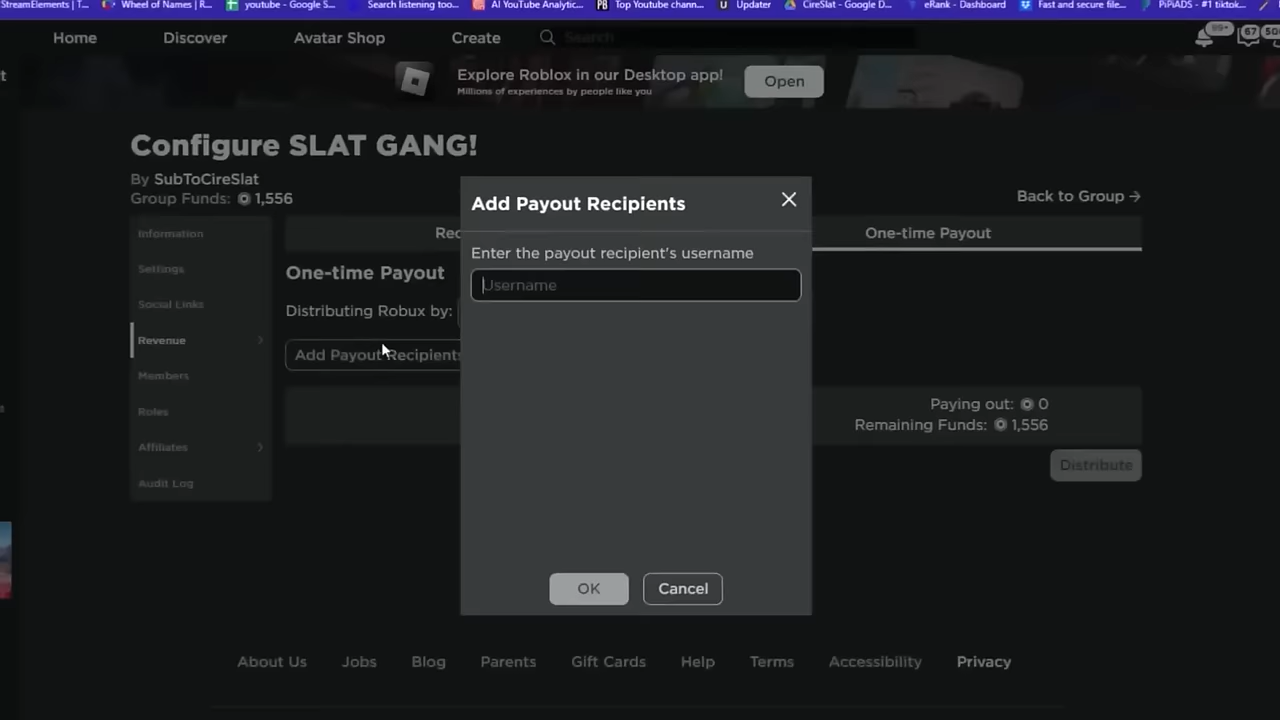 StreamElements | T...
Wheel of Names | R...
youtube - Google S...
Search listening too...
AI YouTube Analytic...
Top Youtube chann...
Updater
CireSlat - Google D...
eRank - Dashboard
Fast and secure file...
PiPiADS - #1 tiktok...
Home
Discover
Avatar Shop
Create
Search
99+
67
Explore Roblox in our Desktop app!
Millions of experiences by people like you
Open
Configure SLAT GANG!
By SubToCireSlat
Group Funds: 1,556
Back to Group →
Information
Settings
Social Links
Revenue
Members
Roles
Affiliates
Audit Log
One-time Payout
One-time Payout
Distributing Robux by:
Add Payout Recipients
Paying out: 0
Remaining Funds: 1,556
Distribute
Add Payout Recipients
Enter the payout recipient's username
Username
OK
Cancel
About Us
Jobs
Blog
Parents
Gift Cards
Help
Terms
Accessibility
Privacy